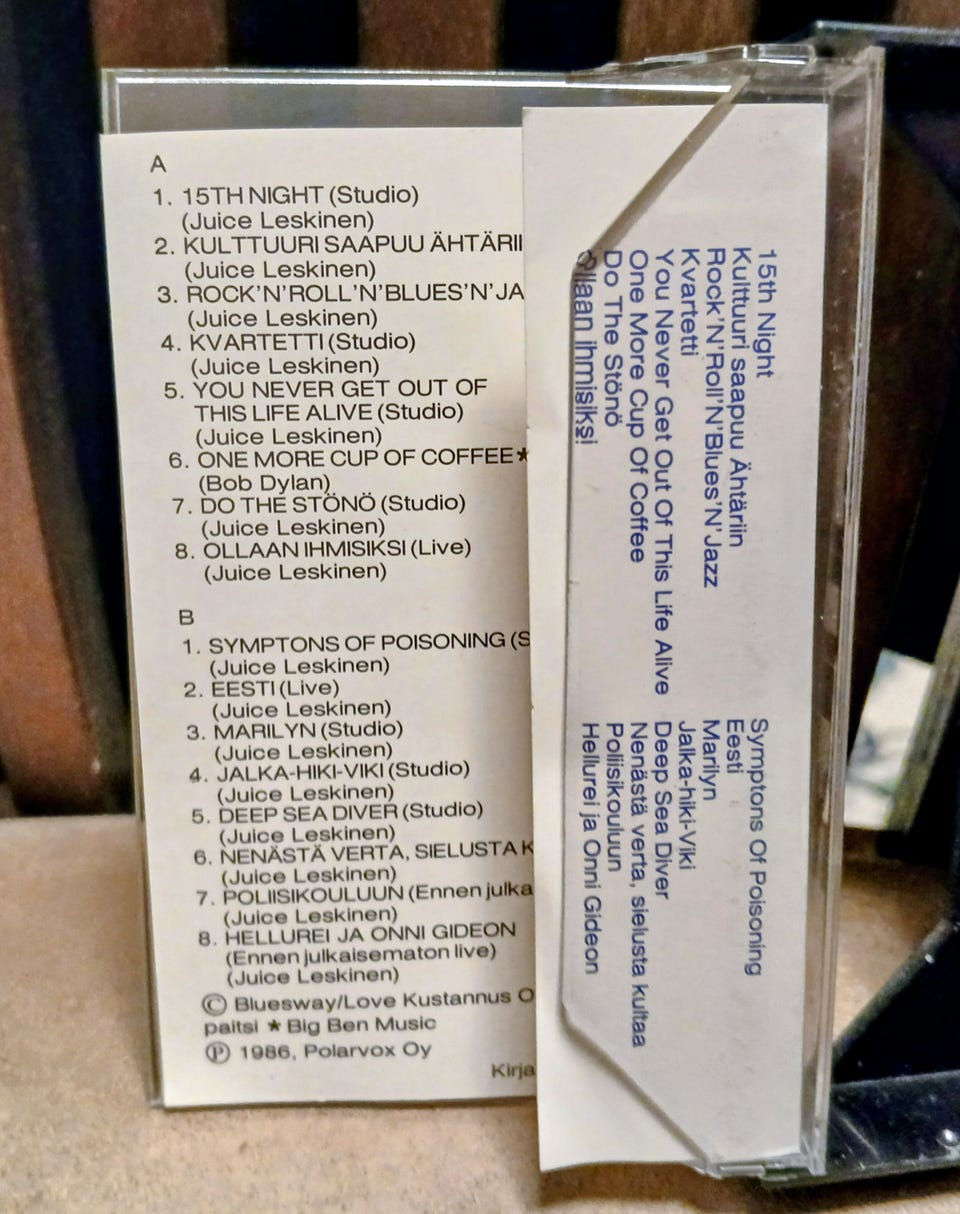 A
1. 15TH NIGHT (Studio)
(Juice Leskinen)
2. KULTTUURI SAAPUU ÄHTÄRII
(Juice Leskinen)
3. ROCK'N'ROLL'N'BLUES'N'JA
(Juice Leskinen)
4. KVARTETTI (Studio)
(Juice Leskinen)
5. YOU NEVER GET OUT OF
THIS LIFE ALIVE (Studio)
(Juice Leskinen)
6. ONE MORE CUP OF COFFEE★
(Bob Dylan)
7. DO THE STÖNÖ (Studio)
(Juice Leskinen)
8. OLLAAN IHMISIKSI (Live)
(Juice Leskinen)
B
1. SYMPTONS OF POISONING (S
(Juice Leskinen)
2. EESTI (Live)
(Juice Leskinen)
3. MARILYN (Studio)
(Juice Leskinen)
4. JALKA-HIKI-VIKI (Studio)
(Juice Leskinen)
5. DEEP SEA DIVER (Studio)
(Juice Leskinen)
6. NENÄSTÄ VERTA, SIELUSTA K
(Juice Leskinen)
7. POLIISIKOULUUN (Ennen julka
(Juice Leskinen)
8. HELLUREI JA ONNI GIDEON
(Ennen julkaisematon live)
(Juice Leskinen)
© Bluesway/Love Kustannus O
paitsi ★ Big Ben Music
℗ 1986, Polarvox Oy
Kirja
15th Night
Kulttuuri saapuu Ähtäriin
Rock'N'Roll'N'Blues'N'Jazz
Kvartetti
You Never Get Out Of This Life Alive
One More Cup Of Coffee
Do The Stönö
Ollaan ihmisiksi
Symptons Of Poisoning
Eesti
Marilyn
Jalka-hiki-Viki
Deep Sea Diver
Nenästä verta, sielusta kultaa
Poliisikouluun
Hellurei ja Onni Gideon